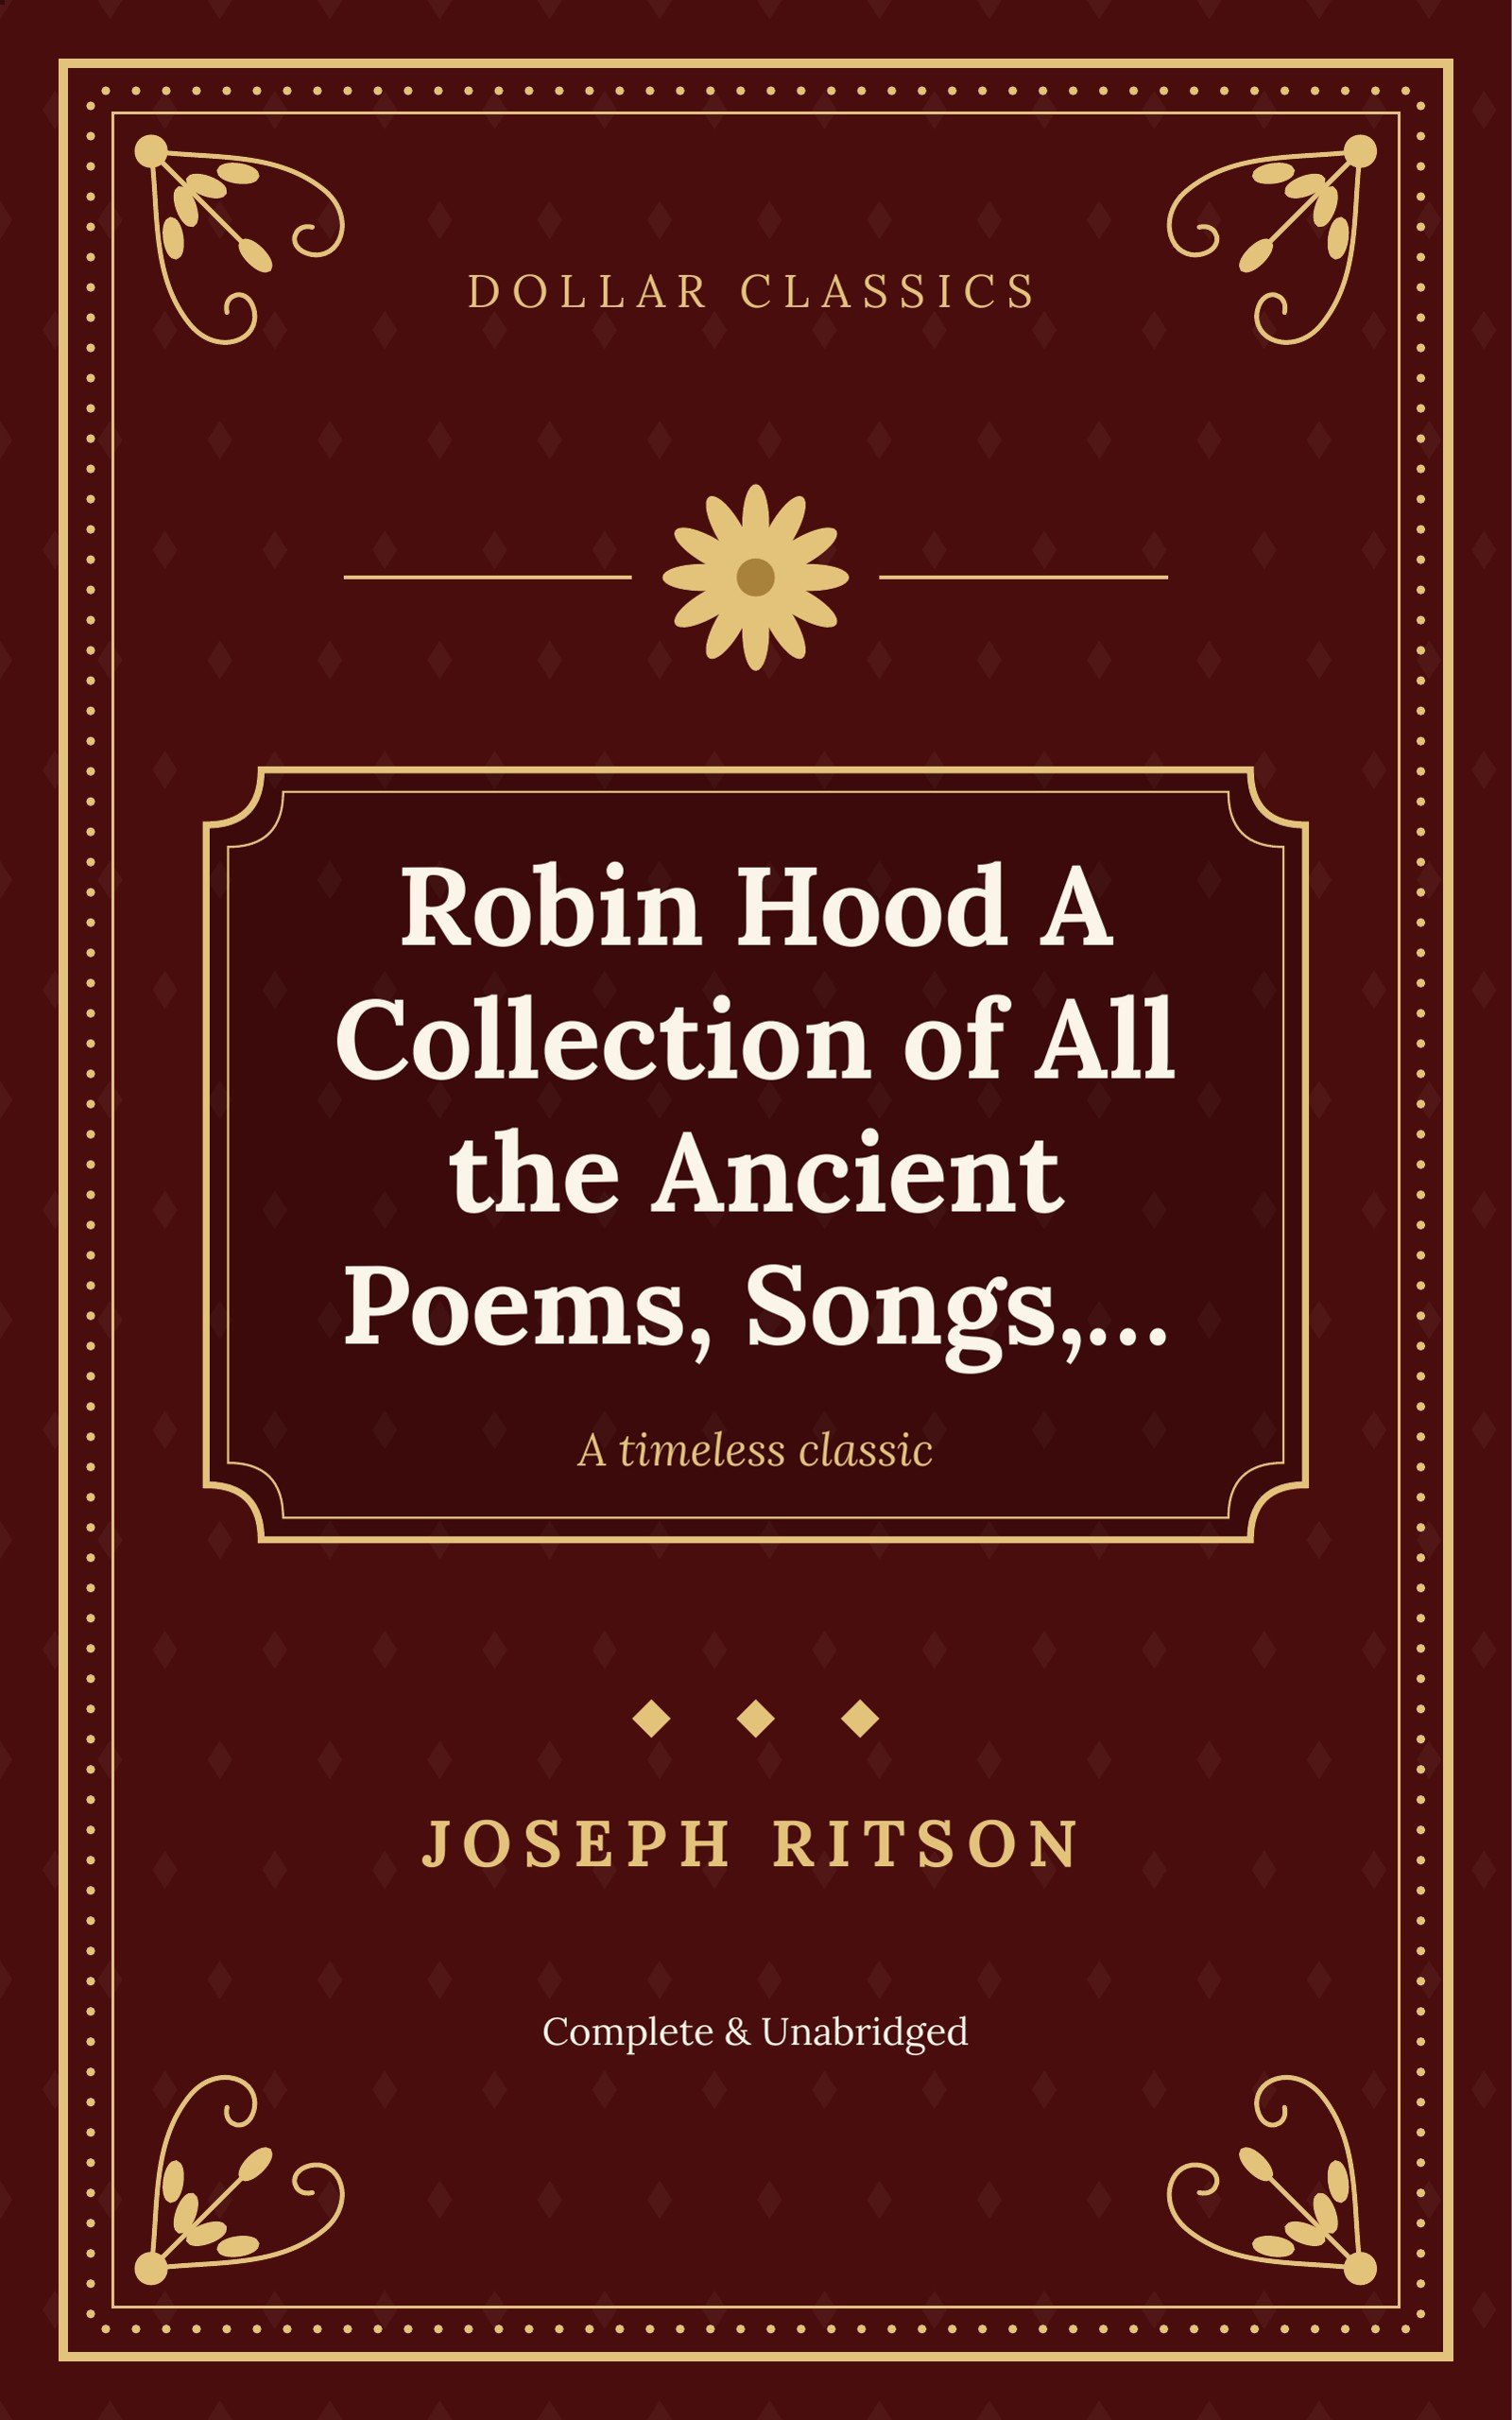 DOLLAR CLASSICS
Robin Hood A
Collection of All
the Ancient
Poems, Songs,...
A timeless classic
JOSEPH RITSON
Complete & Unabridged